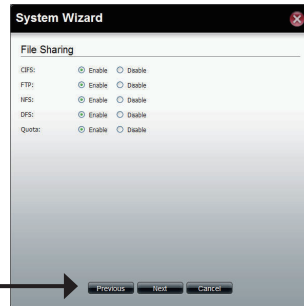 System Wizard
File Sharing
CIFS: Enable Disable
FTP: Enable Disable
NFS: Enable Disable
DFS: Enable Disable
Quota: Enable Disable
Previous Next Cancel